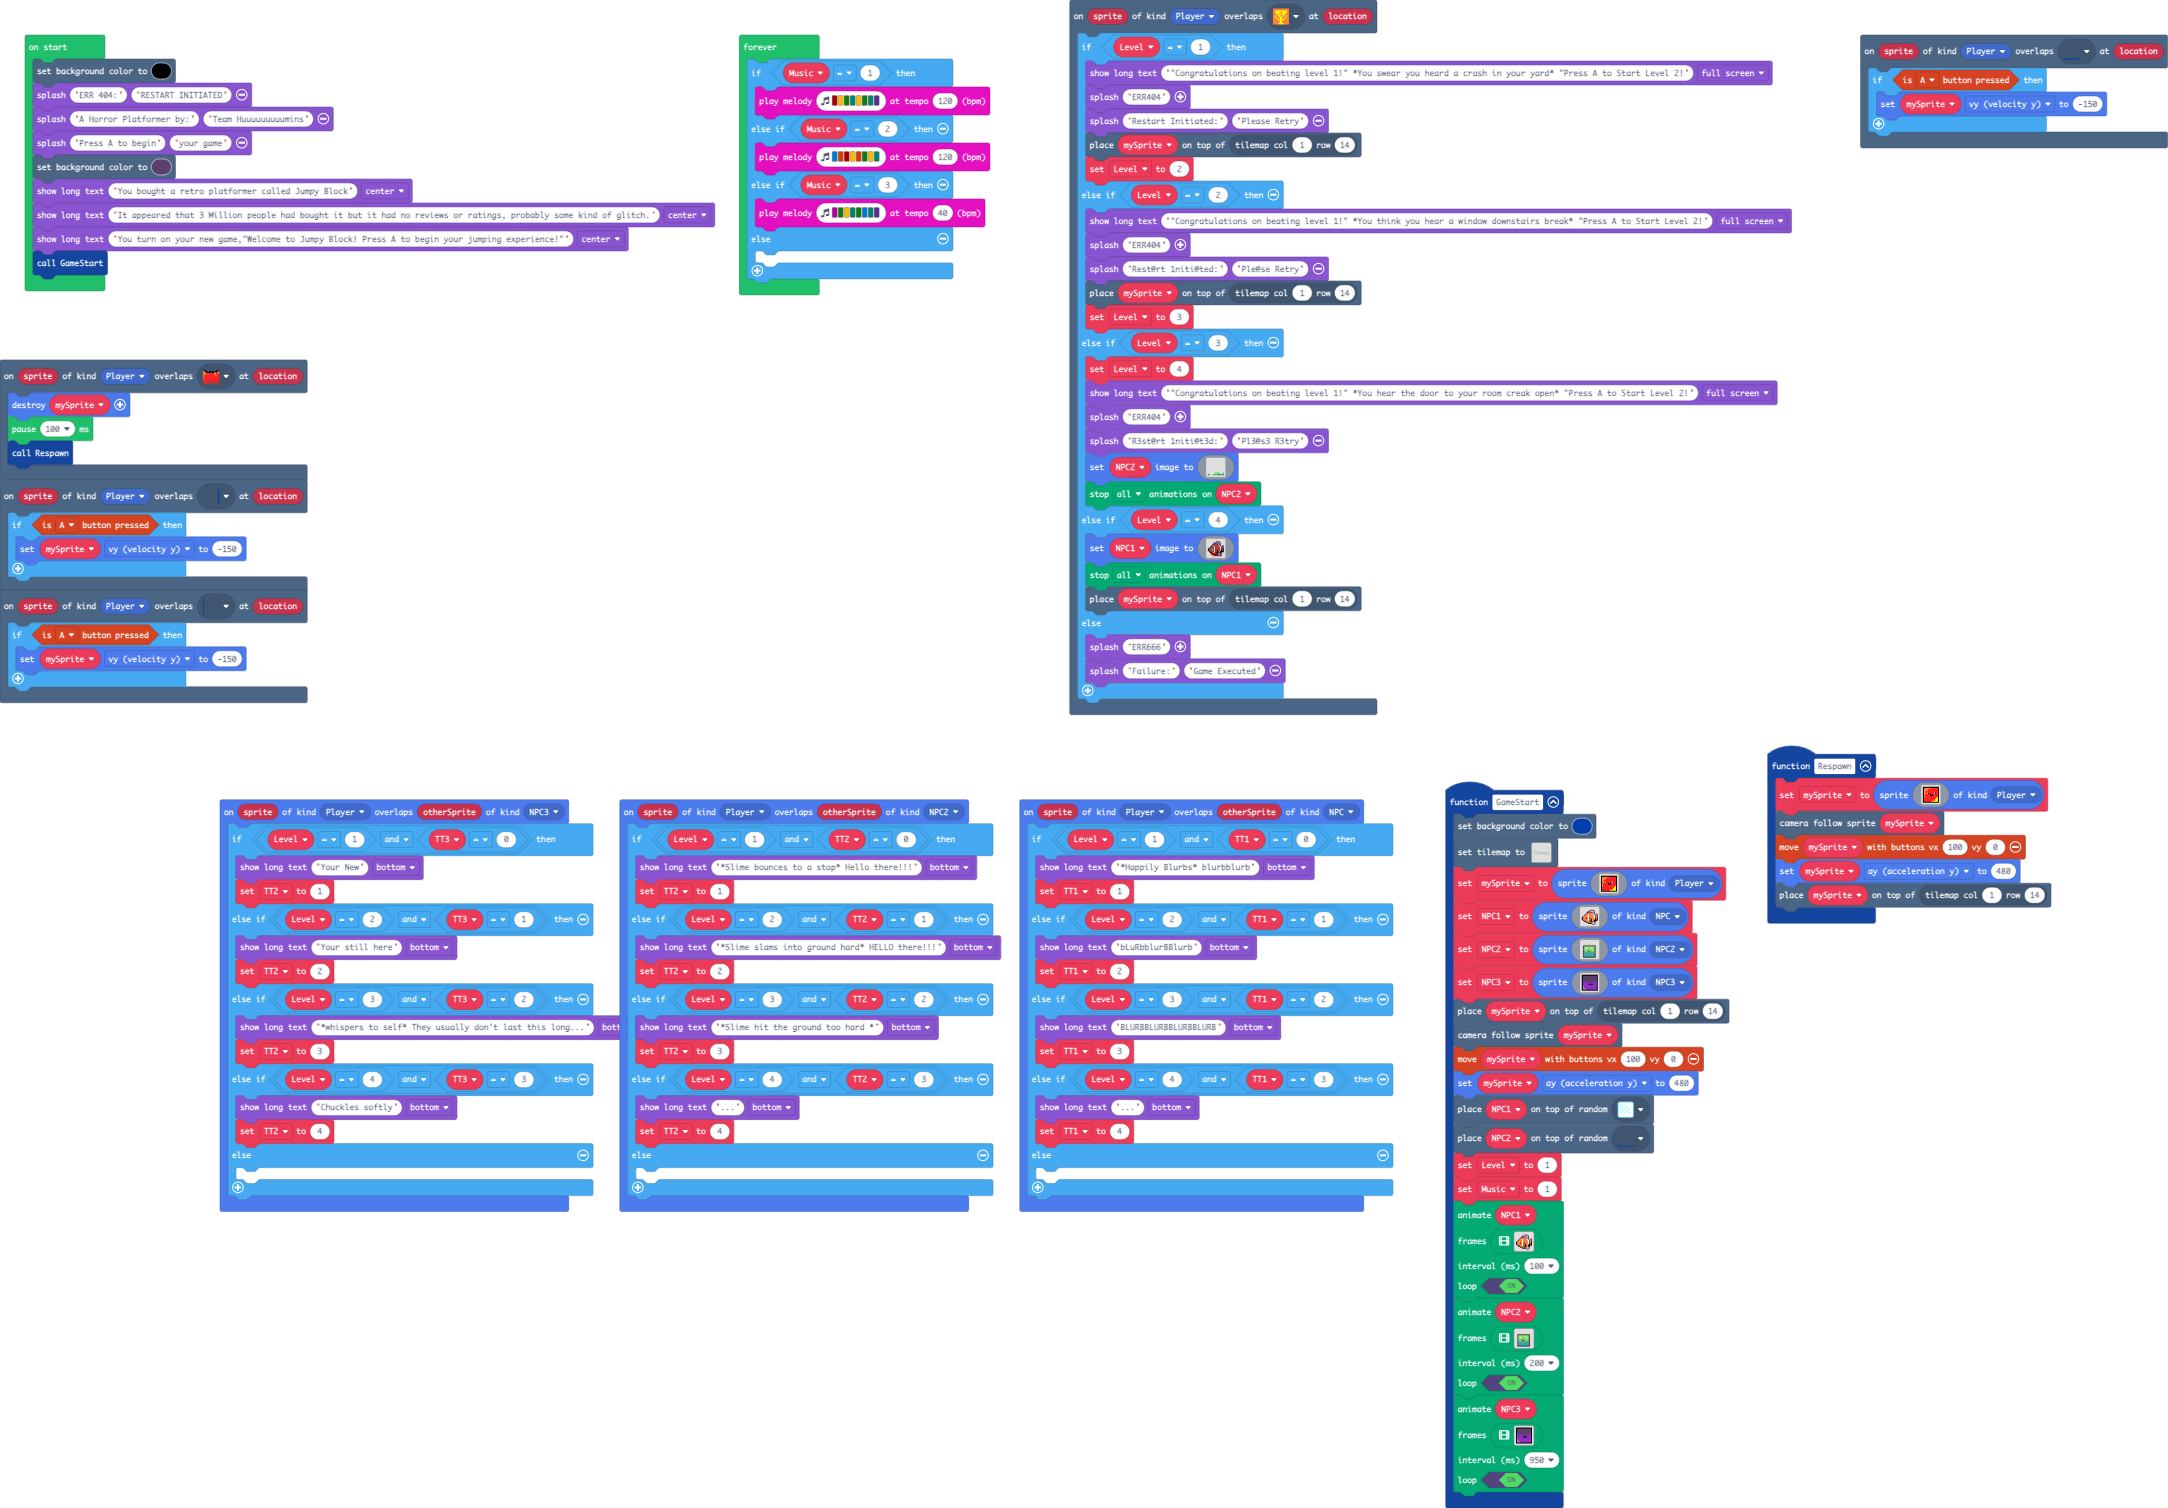 on start
set background color to
splash "ERR 404:" "RESTART INITIATED"
splash "A Horror Platformer by:" "Team Huuuuuuuuumins"
splash "Press A to begin" "your game"
set background color to
show long text "You bought a retro platformer called Jumpy Block" center
show long text "It appeared that 3 Million people had bought it but it had no reviews or ratings, probably some kind of glitch." center
show long text "You turn on your new game,"Welcome to Jumpy Block! Press A to begin your jumping experience!"" center
call GameStart
forever
if Music = 1 then
play melody at tempo 120 (bpm)
else if Music = 2 then
play melody at tempo 120 (bpm)
else if Music = 3 then
play melody at tempo 40 (bpm)
else
on sprite of kind Player overlaps at location
if Level = 1 then
show long text ""Congratulations on beating level 1!" *You swear you heard a crash in your yard* "Press A to Start Level 2!" full screen
splash "ERR404"
splash "Restart Initiated:" "Please Retry"
place mySprite on top of tilemap col 1 row 14
set Level to 2
else if Level = 2 then
show long text ""Congratulations on beating level 1!" *You think you hear a window downstairs break* "Press A to Start Level 2!" full screen
splash "ERR404"
splash "Rest@rt 1niti@ted:" "Ple@se Retry"
place mySprite on top of tilemap col 1 row 14
set Level to 3
else if Level = 3 then
set Level to 4
show long text ""Congratulations on beating level 1!" *You hear the door to your room creak open* "Press A to Start Level 2!" full screen
splash "ERR404"
splash "R3st@rt 1niti@t3d:" "Pl3@s3 R3try"
set NPC2 image to
stop all animations on NPC2
else if Level = 4 then
set NPC1 image to
stop all animations on NPC1
place mySprite on top of tilemap col 1 row 14
else
splash "ERR666"
splash "Failure:" "Game Executed"
on sprite of kind Player overlaps at location
if is A button pressed then
set mySprite vy (velocity y) to -150
on sprite of kind Player overlaps at location
destroy mySprite
pause 100 ms
call Respawn
on sprite of kind Player overlaps at location
if is A button pressed then
set mySprite vy (velocity y) to -150
on sprite of kind Player overlaps at location
if is A button pressed then
set mySprite vy (velocity y) to -150
on sprite of kind Player overlaps otherSprite of kind NPC3
if Level = 1 and TT3 = 0 then
show long text "Your New" bottom
set TT2 to 1
else if Level = 2 and TT3 = 1 then
show long text "Your still here" bottom
set TT2 to 2
else if Level = 3 and TT3 = 2 then
show long text "*whispers to self* They usually don't last this long..." bott
set TT2 to 3
else if Level = 4 and TT3 = 3 then
show long text "Chuckles softly" bottom
set TT2 to 4
else
on sprite of kind Player overlaps otherSprite of kind NPC2
if Level = 1 and TT2 = 0 then
show long text "*Slime bounces to a stop* Hello there!!!" bottom
set TT2 to 1
else if Level = 2 and TT2 = 1 then
show long text "*Slime slams into ground hard* HELLO there!!!" bottom
set TT2 to 2
else if Level = 3 and TT2 = 2 then
show long text "*Slime hit the ground too hard *" bottom
set TT2 to 3
else if Level = 4 and TT2 = 3 then
show long text "..." bottom
set TT2 to 4
else
on sprite of kind Player overlaps otherSprite of kind NPC
if Level = 1 and TT1 = 0 then
show long text "*Happily Blurbs* blurbblurb" bottom
set TT1 to 1
else if Level = 2 and TT1 = 1 then
show long text "bLuRbblurBBlurb" bottom
set TT1 to 2
else if Level = 3 and TT1 = 2 then
show long text "BLURBBLURBBLURBBLURB" bottom
set TT1 to 3
else if Level = 4 and TT1 = 3 then
show long text "..." bottom
set TT1 to 4
else
function GameStart
set background color to
set tilemap to
set mySprite to sprite of kind Player
set NPC1 to sprite of kind NPC
set NPC2 to sprite of kind NPC2
set NPC3 to sprite of kind NPC3
place mySprite on top of tilemap col 1 row 14
camera follow sprite mySprite
move mySprite with buttons vx 100 vy 0
set mySprite ay (acceleration y) to 480
place NPC1 on top of random
place NPC2 on top of random
set Level to 1
set Music to 1
animate NPC1
frames
interval (ms) 100
loop ON
animate NPC2
frames
interval (ms) 200
loop ON
animate NPC3
frames
interval (ms) 950
loop ON
function Respawn
set mySprite to sprite of kind Player
camera follow sprite mySprite
move mySprite with buttons vx 100 vy 0
set mySprite ay (acceleration y) to 480
place mySprite on top of tilemap col 1 row 14